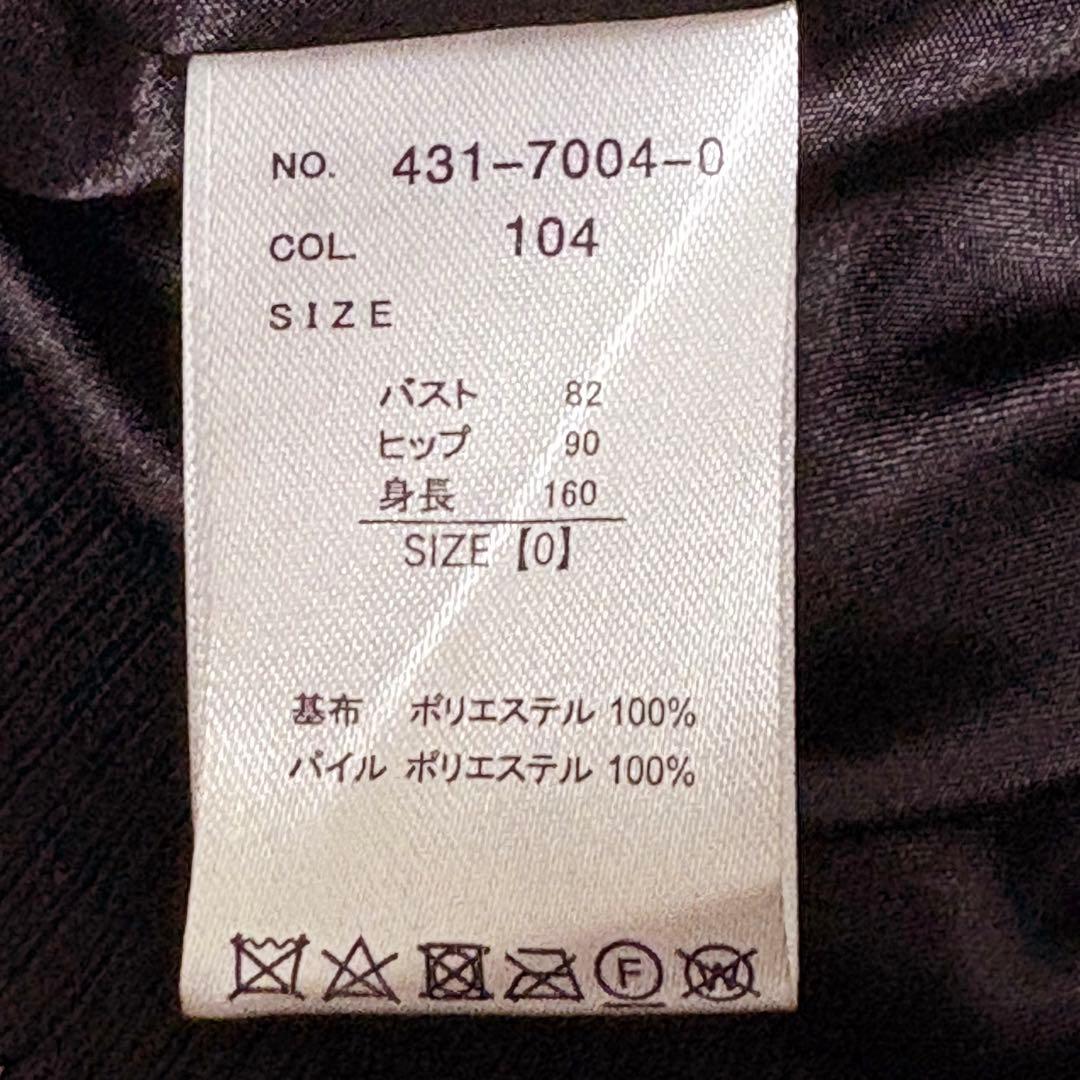 NO. 431-7004-0
COL. 104
SIZE
バスト 82
ヒップ 90
身長 160
SIZE【0】
基布 ポリエステル 100%
パイル ポリエステル 100%
F W